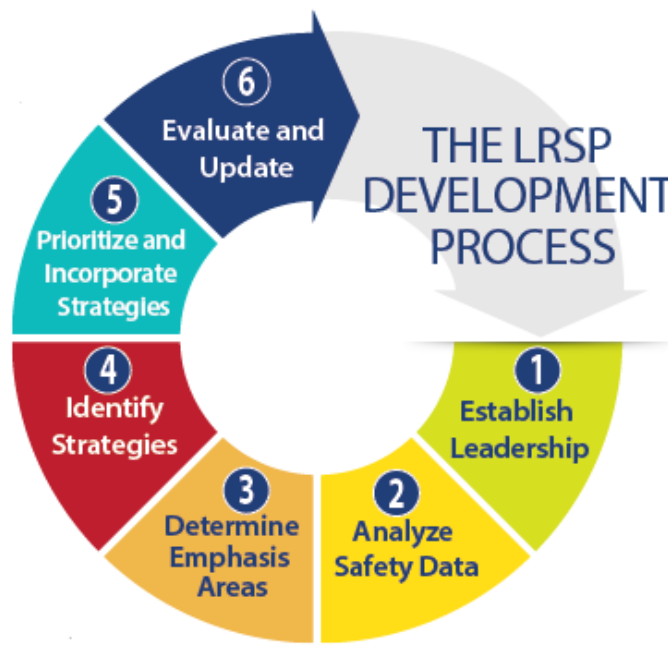 THE LRSP
DEVELOPMENT
PROCESS
1
Establish
Leadership
2
Analyze
Safety Data
3
Determine
Emphasis
Areas
4
Identify
Strategies
5
Prioritize and
Incorporate
Strategies
6
Evaluate and
Update